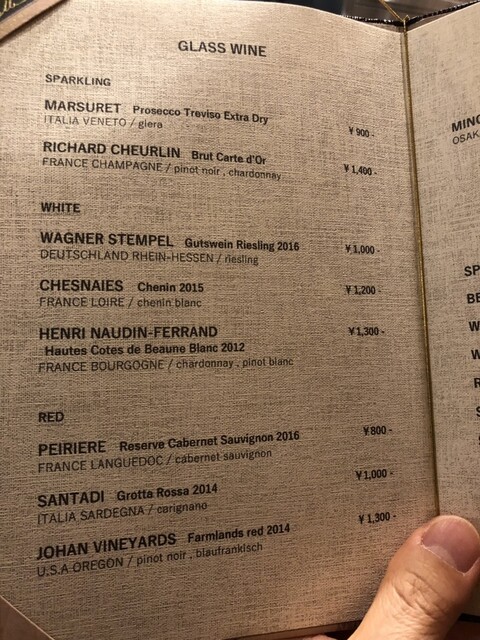 GLASS WINE
SPARKLING
MARSURET Prosecco Treviso Extra Dry
ITALIA VENETO / glera
¥900-
RICHARD CHEURLIN Brut Carte d'Or
FRANCE CHAMPAGNE / pinot noir , chardonnay
¥1,400-
WHITE
WAGNER STEMPEL Gutswein Riesling 2016
DEUTSCHLAND RHEIN-HESSEN / riesling
¥1,000-
CHESNAIES Chenin 2015
FRANCE LOIRE / chenin blanc
¥1,200-
HENRI NAUDIN-FERRAND
Hautes Cotes de Beaune Blanc 2012
FRANCE BOURGOGNE / chardonnay , pinot blanc
¥1,300-
RED
PEIRIERE Reserve Cabernet Sauvignon 2016
FRANCE LANGUEDOC / cabernet sauvignon
¥800-
SANTADI Grotta Rossa 2014
ITALIA SARDEGNA / carignano
¥1,000-
JOHAN VINEYARDS Farmlands red 2014
U.S.A OREGON / pinot noir , blaufrankisch
¥1,300-
MINO
OSAK
SP
BE
W
W
R